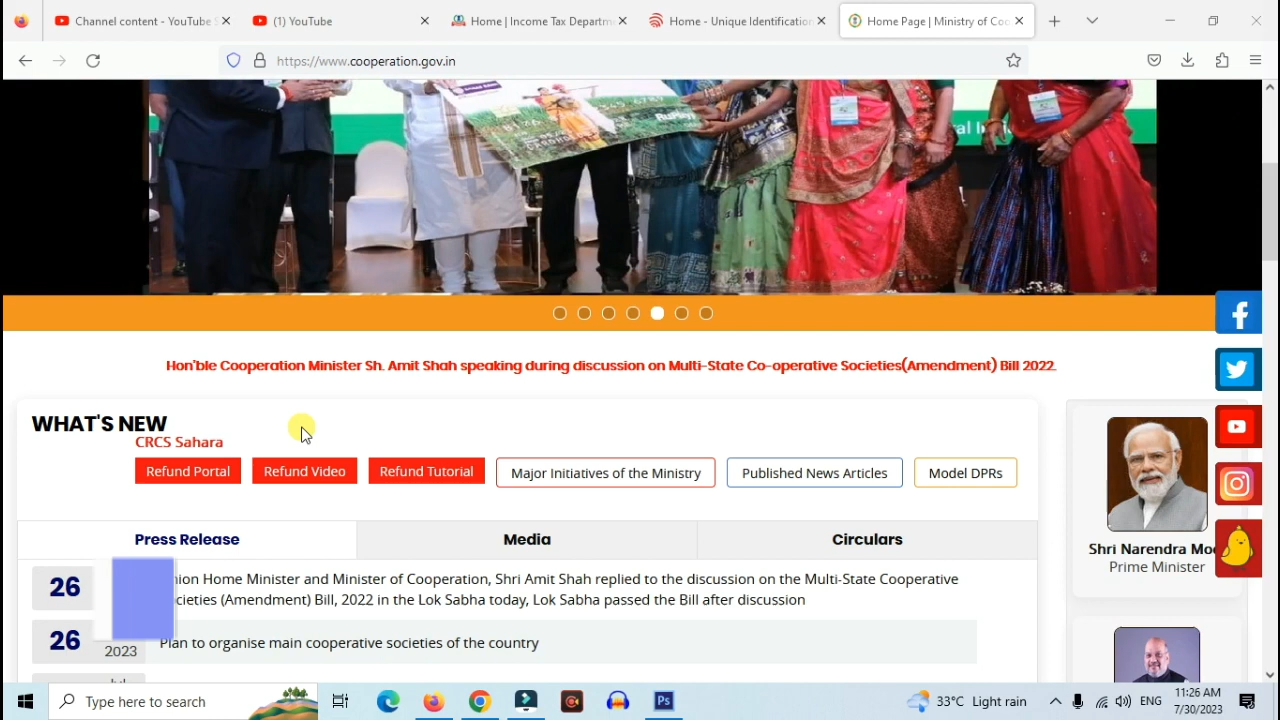 Channel content - YouTube S
(1) YouTube
Home | Income Tax Departme
Home - Unique Identification
Home Page | Ministry of Coo
https://www.cooperation.gov.in
RuPay
Hon'ble Cooperation Minister Sh. Amit Shah speaking during discussion on Multi-State Co-operative Societies(Amendment) Bill 2022.
WHAT'S NEW
CRCS Sahara
Refund Portal
Refund Video
Refund Tutorial
Major Initiatives of the Ministry
Published News Articles
Model DPRs
Press Release
Media
Circulars
26
nion Home Minister and Minister of Cooperation, Shri Amit Shah replied to the discussion on the Multi-State Cooperative
cieties (Amendment) Bill, 2022 in the Lok Sabha today, Lok Sabha passed the Bill after discussion
26
2023
Plan to organise main cooperative societies of the country
Jul
Shri Narendra Mo
Prime Minister
Type here to search
Ps
33°C Light rain
ENG
11:26 AM
7/30/2023